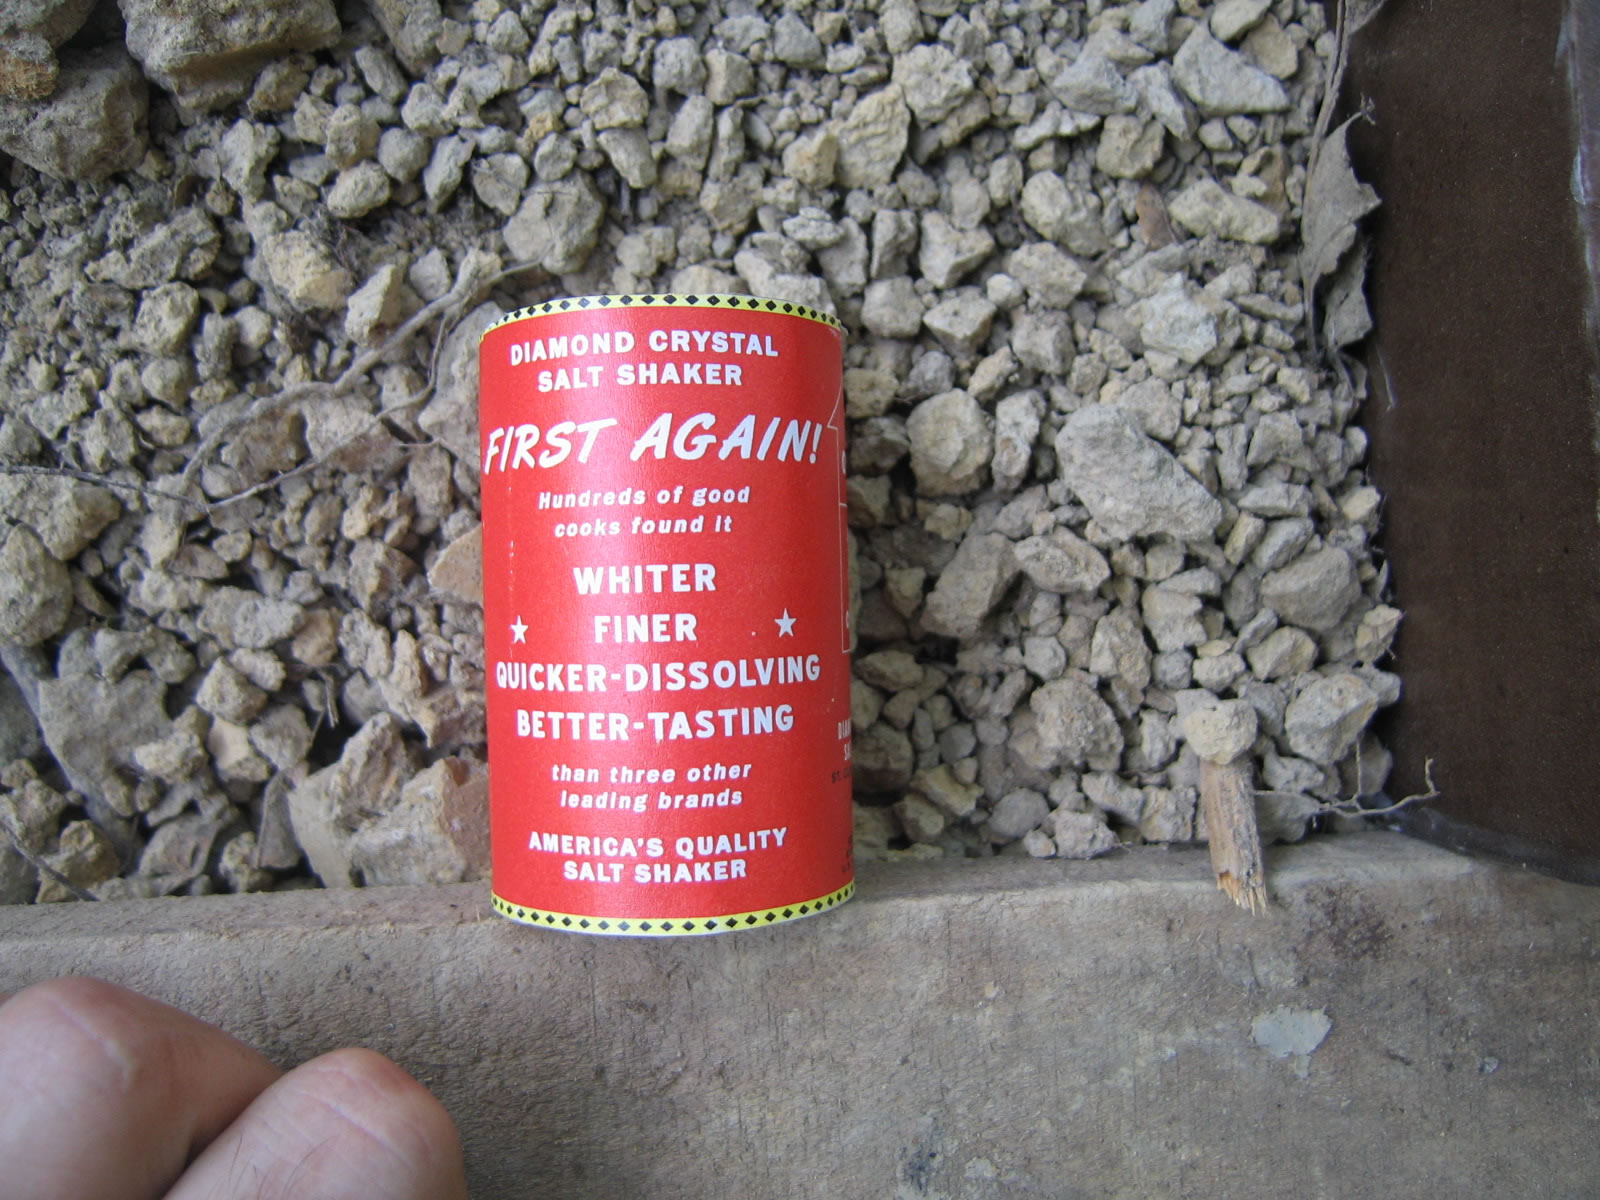 DIAMOND CRYSTAL
SALT SHAKER
FIRST AGAIN!
Hundreds of good
cooks found it
WHITER
FINER
QUICKER-DISSOLVING
BETTER-TASTING
than three other
leading brands
AMERICA'S QUALITY
SALT SHAKER